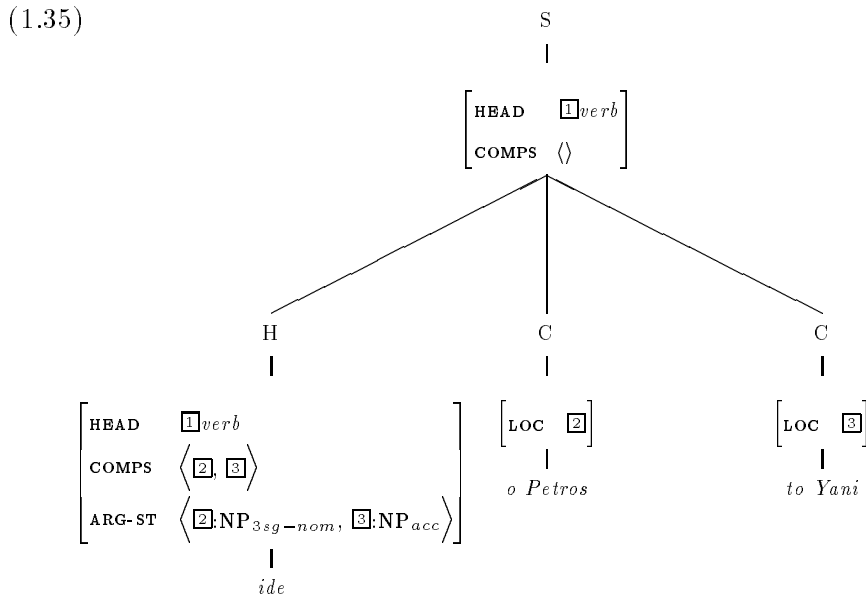 (1.35)
S
HEAD 1 verb
COMPS ⟨⟩
H C C
HEAD 1 verb
COMPS ⟨2, 3⟩
ARG-ST ⟨2:NP3sg−nom, 3:NPacc⟩
LOC 2
LOC 3
o Petros
to Yani
ide